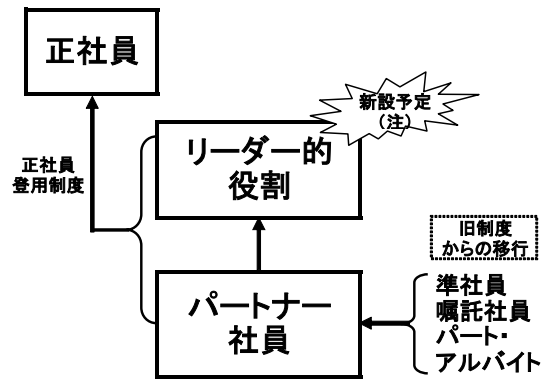 正社員
新設予定
（注）
リーダー的
役割
正社員
登用制度
旧制度
からの移行
準社員
嘱託社員
パート・
アルバイト
パートナー
社員